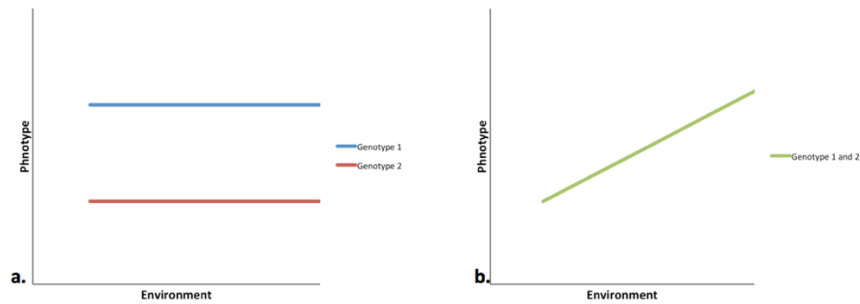 Phnotype
Genotype 1
Genotype 2
a.
Environment
Phnotype
Genotype 1 and 2
b.
Environment